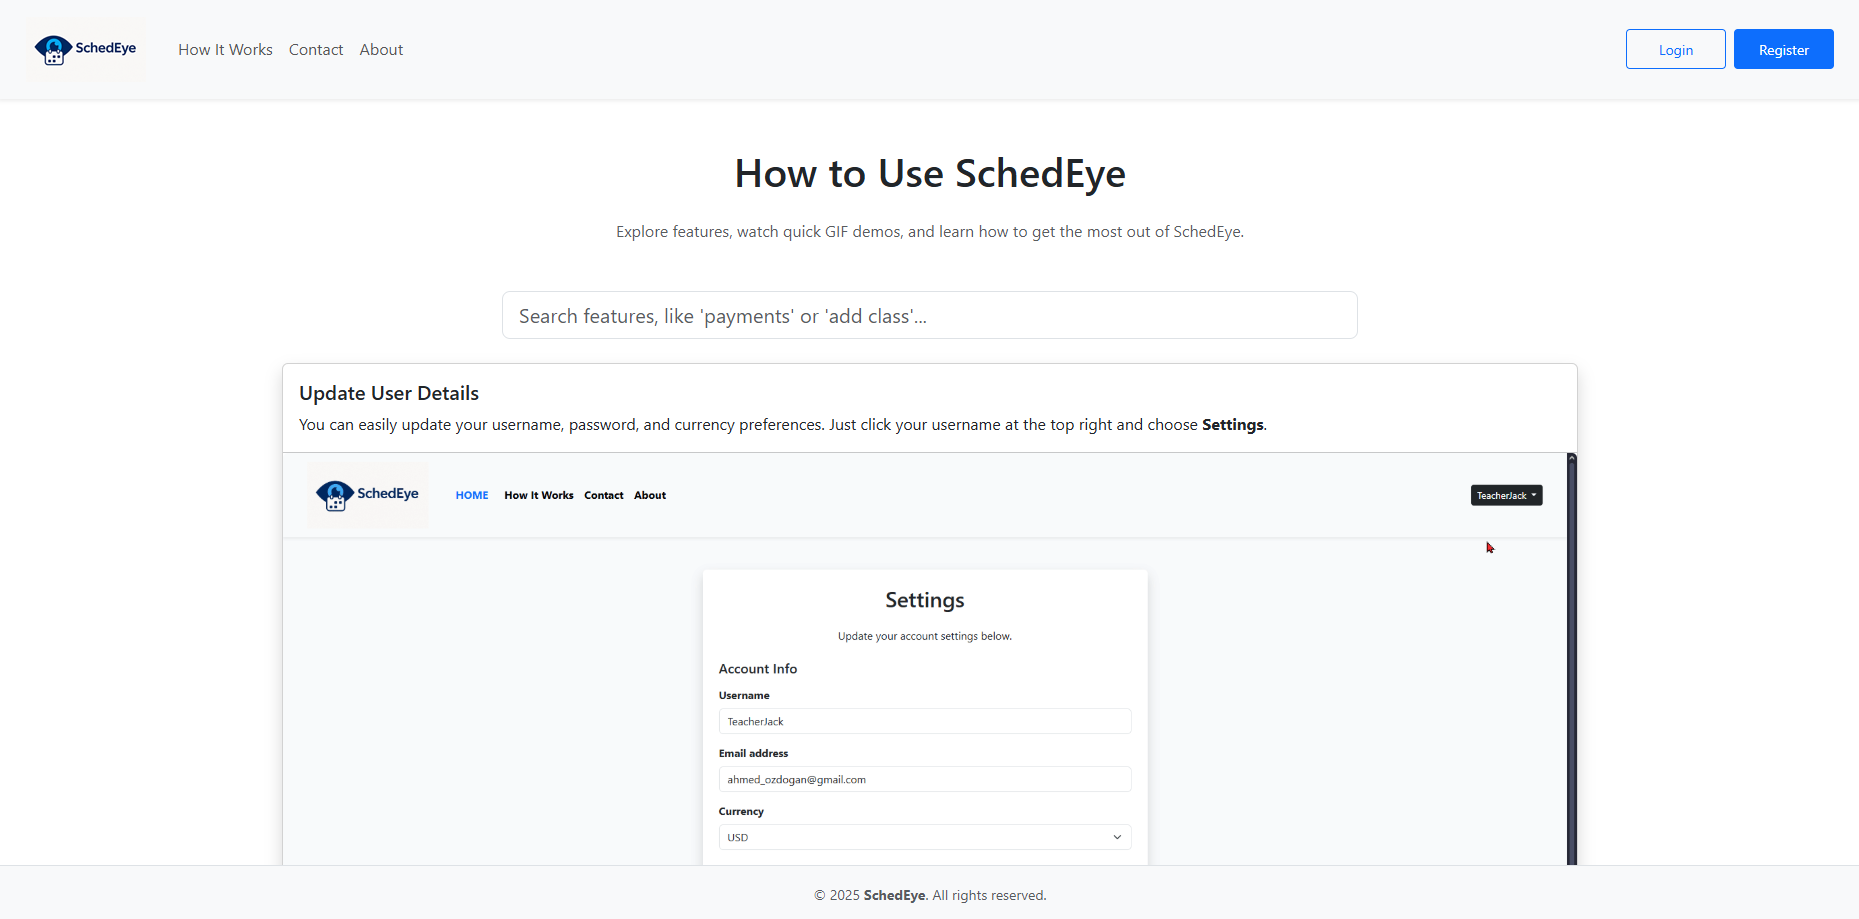 SchedEye
How It Works Contact About
Login
Register
How to Use SchedEye
Explore features, watch quick GIF demos, and learn how to get the most out of SchedEye.
Search features, like 'payments' or 'add class'...
Update User Details
You can easily update your username, password, and currency preferences. Just click your username at the top right and choose Settings.
SchedEye
HOME How It Works Contact About
TeacherJack
Settings
Update your account settings below.
Account Info
Username
TeacherJack
Email address
ahmed_ozdogan@gmail.com
Currency
USD
© 2025 SchedEye. All rights reserved.